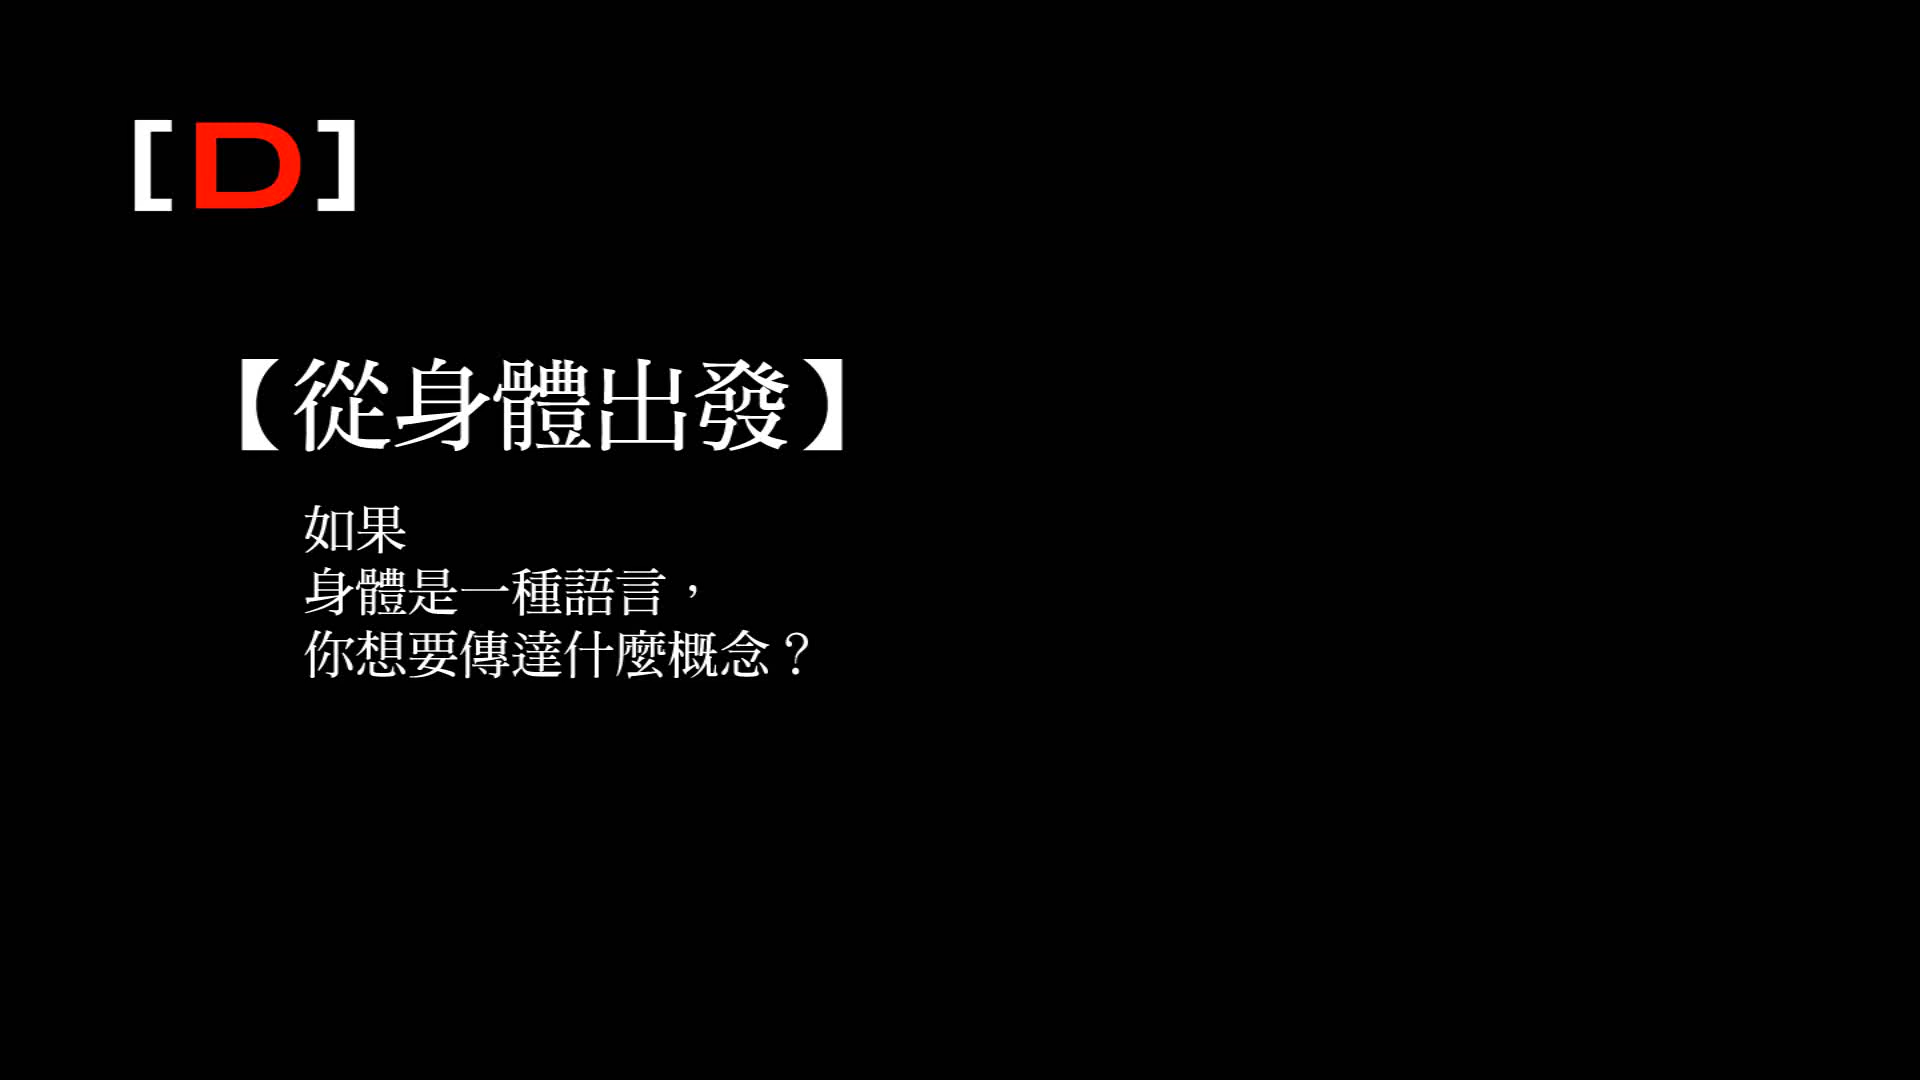 [D]
【從身體出發】
如果
身體是一種語言，
你想要傳達什麼概念？